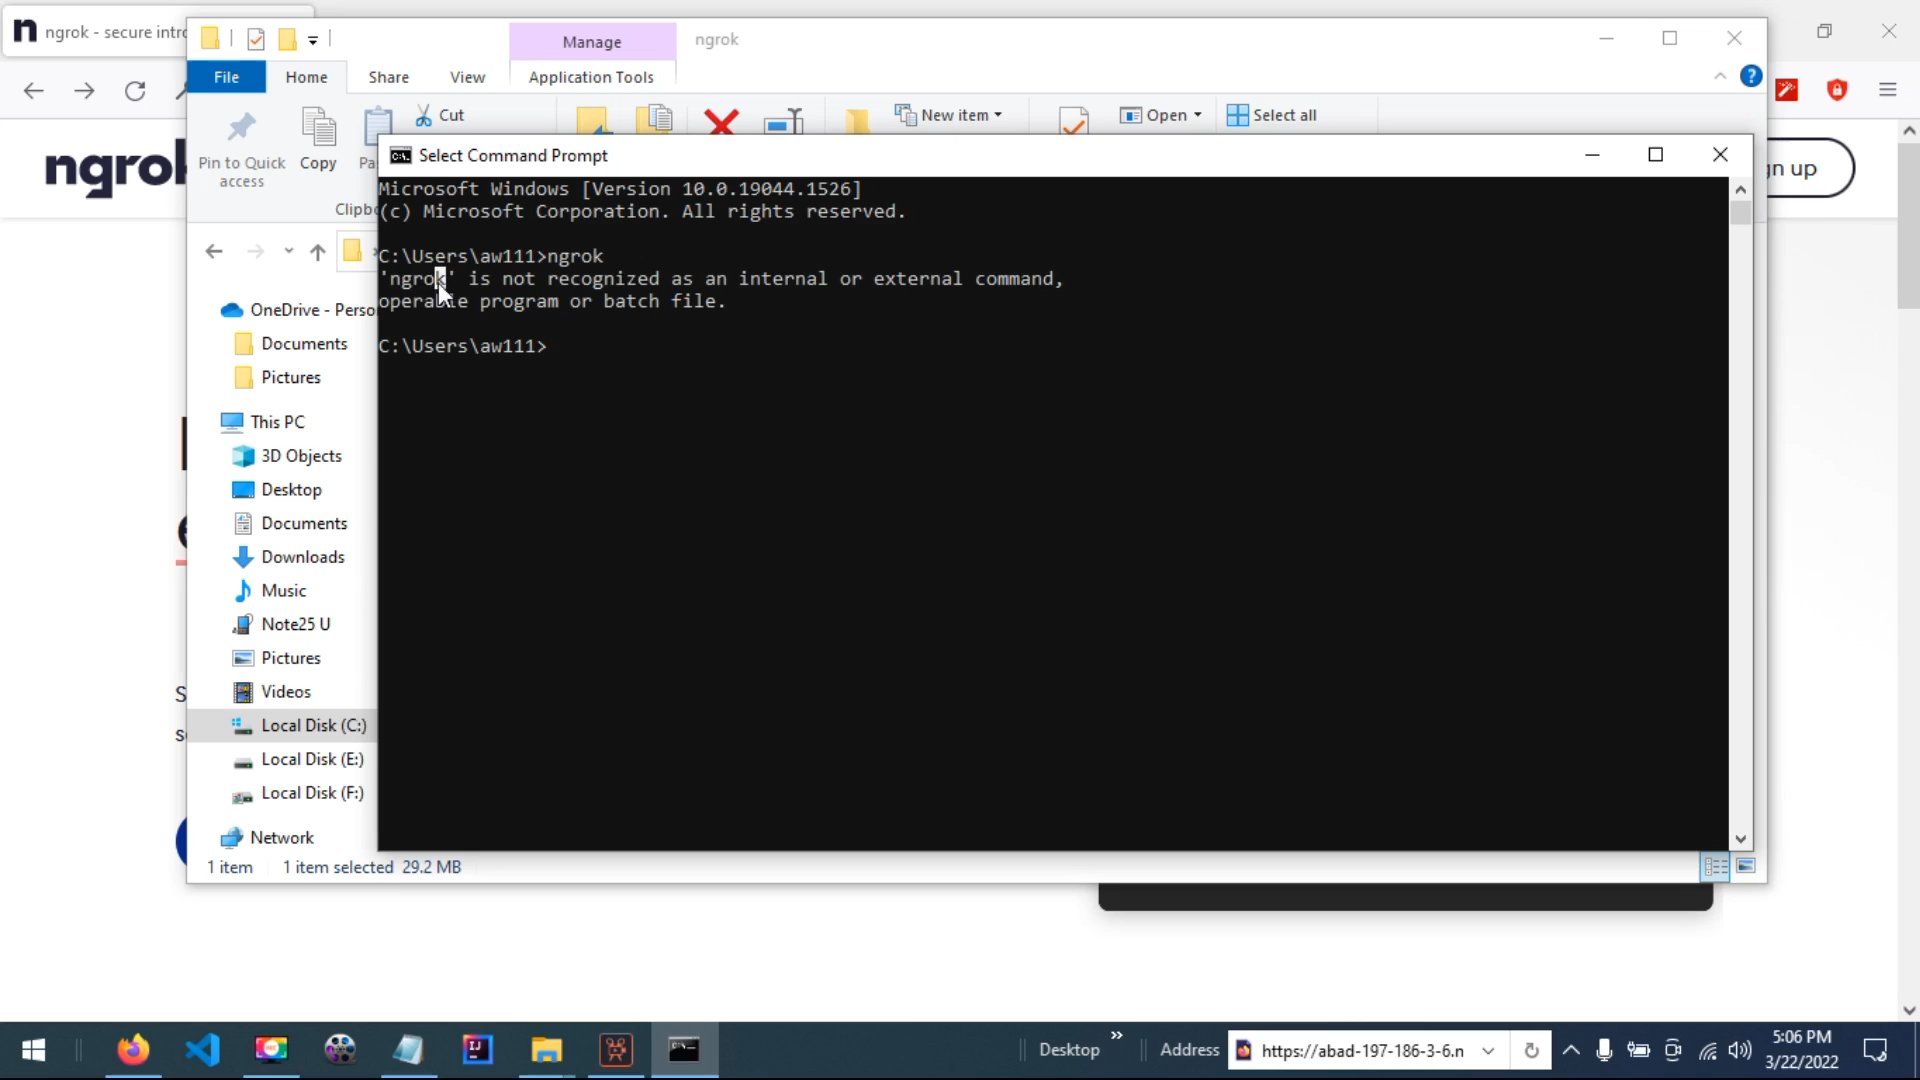 ngrok - secure intro
Manage
ngrok
File
Home
Share
View
Application Tools
Cut
New item
Open
Select all
Pin to Quick access
Copy
Clipb
ngrok
Select Command Prompt
Microsoft Windows [Version 10.0.19044.1526]
(c) Microsoft Corporation. All rights reserved.
C:\Users\aw111>ngrok
'ngrok' is not recognized as an internal or external command,
operable program or batch file.
C:\Users\aw111>
OneDrive - Perso
Documents
Pictures
This PC
3D Objects
Desktop
Documents
Downloads
Music
Note25 U
Pictures
Videos
Local Disk (C:)
Local Disk (E:)
Local Disk (F:)
Network
1 item
1 item selected 29.2 MB
Desktop
Address
https://abad-197-186-3-6.n
5:06 PM
3/22/2022